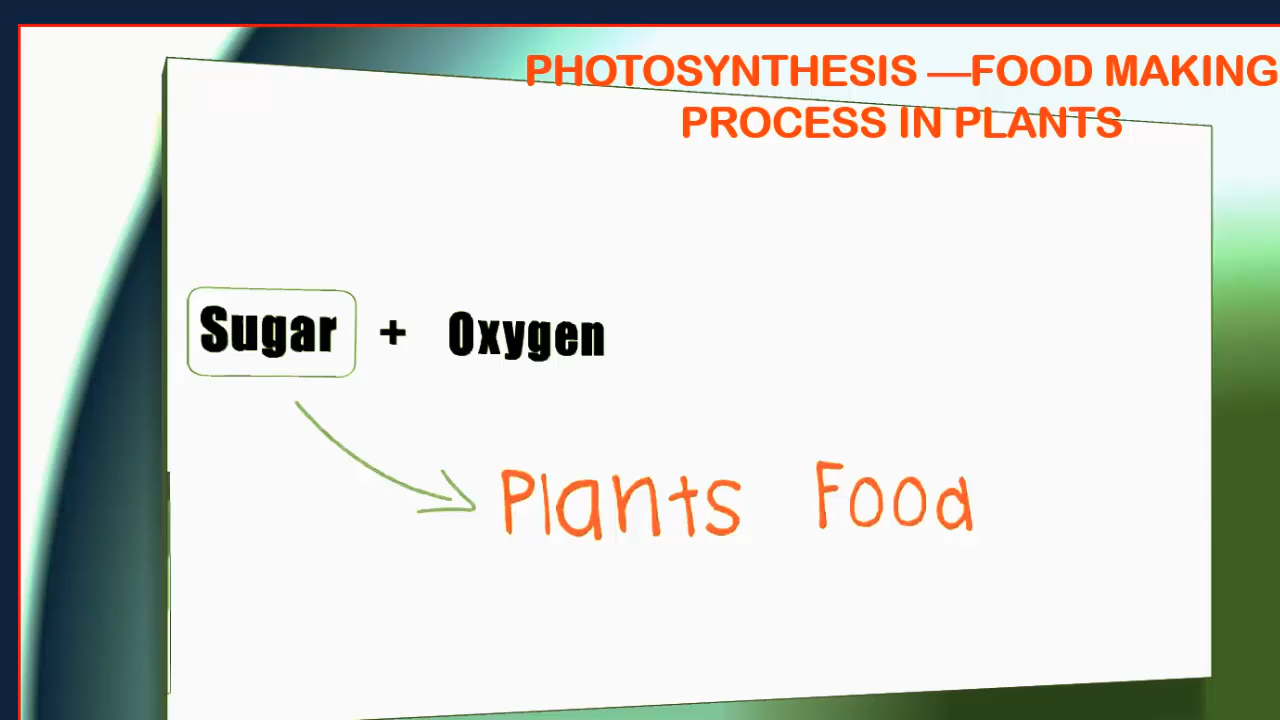 PHOTOSYNTHESIS —FOOD MAKING
PROCESS IN PLANTS
Sugar + Oxygen
Plants Food